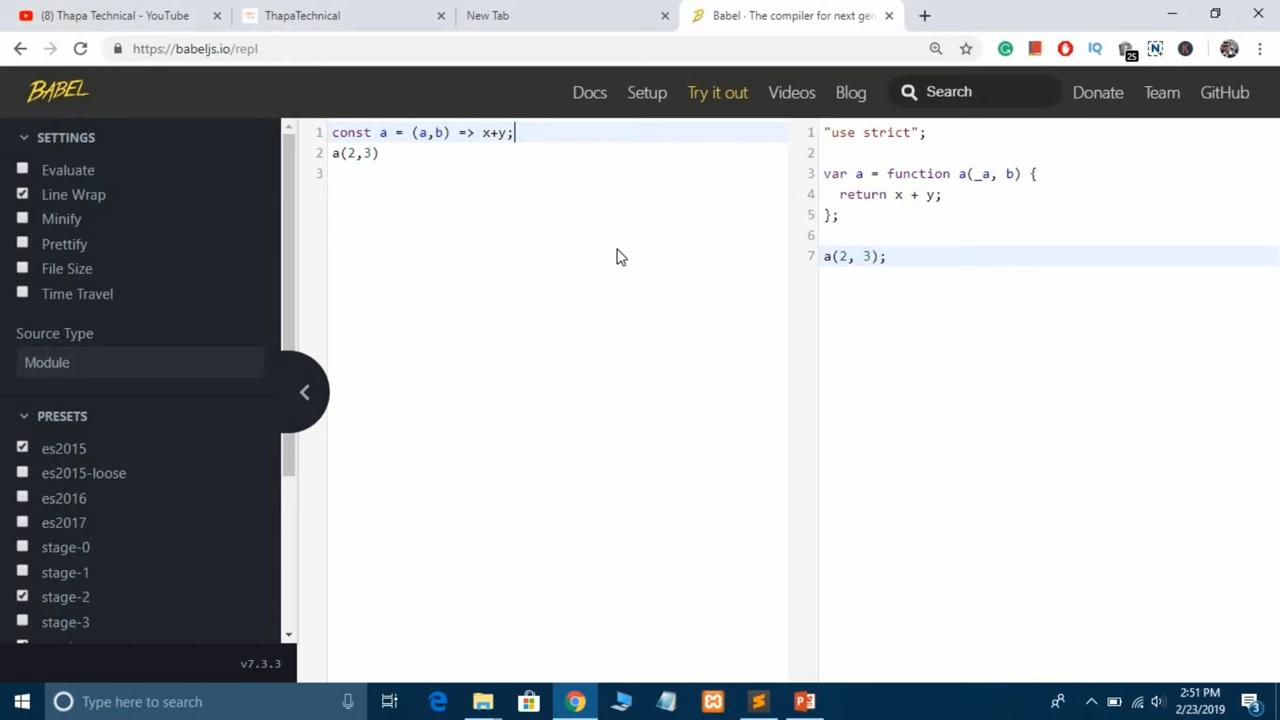 (8) Thapa Technical - YouTube
ThapaTechnical
New Tab
Babel · The compiler for next gen
https://babeljs.io/repl
25
BABEL
Docs
Setup
Try it out
Videos
Blog
Search
Donate
Team
GitHub
SETTINGS
Evaluate
Line Wrap
Minify
Prettify
File Size
Time Travel
Source Type
Module
PRESETS
es2015
es2015-loose
es2016
es2017
stage-0
stage-1
stage-2
stage-3
v7.3.3
1 const a = (a,b) => x+y;
2 a(2,3)
3
1 "use strict";
2
3 var a = function a(_a, b) {
4 return x + y;
5 };
6
7 a(2, 3);
Type here to search
2:51 PM
2/23/2019
3